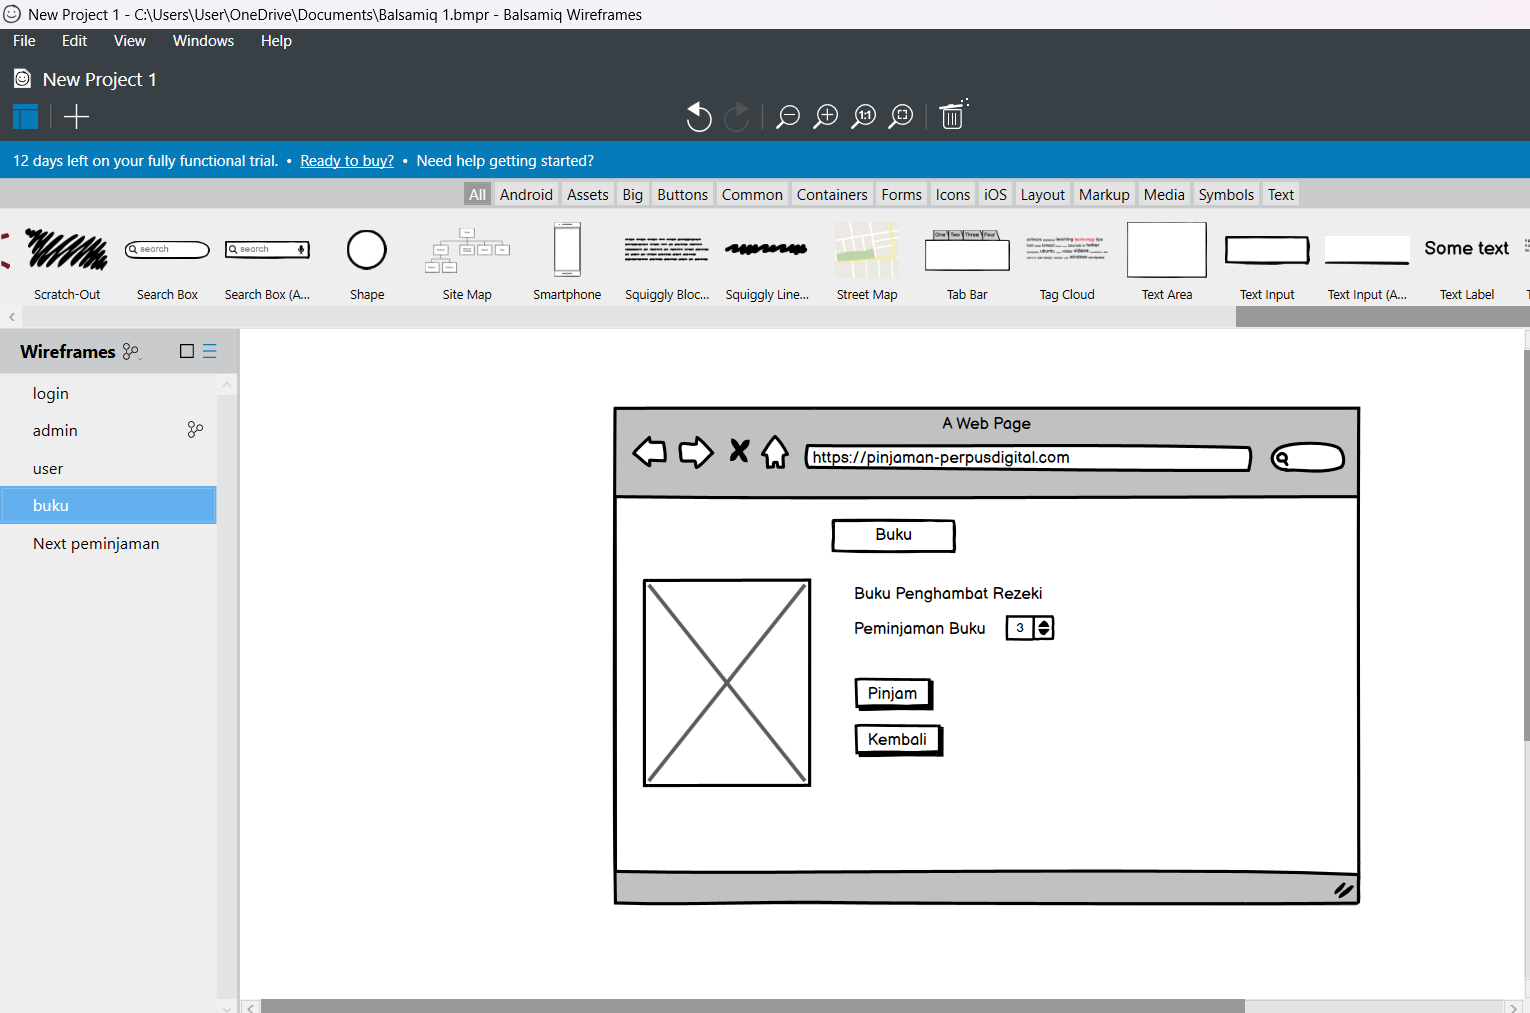 New Project 1 - C:\Users\User\OneDrive\Documents\Balsamiq 1.bmpr - Balsamiq Wireframes
File Edit View Windows Help
New Project 1
1:1
12 days left on your fully functional trial. • Ready to buy? • Need help getting started?
All Android Assets Big Buttons Common Containers Forms Icons iOS Layout Markup Media Symbols Text
search search One Two Three Four Some text
Scratch-Out Search Box Search Box (A... Shape Site Map Smartphone Squiggly Bloc... Squiggly Line... Street Map Tab Bar Tag Cloud Text Area Text Input Text Input (A... Text Label
Wireframes
login
admin
user
buku
Next peminjaman
A Web Page
https://pinjaman-perpusdigital.com
Buku
Buku Penghambat Rezeki
Peminjaman Buku 3
Pinjam
Kembali